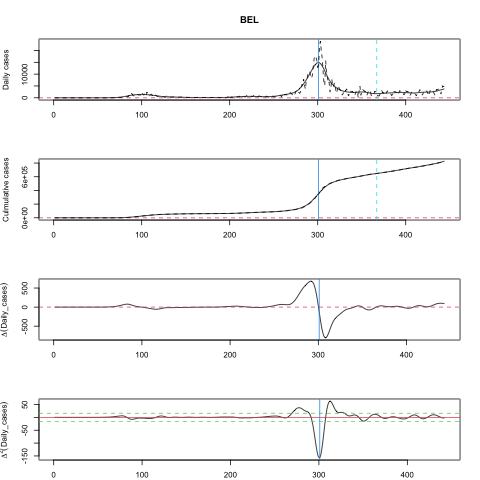 BEL
Daily cases
0 10000
0 100 200 300 400
Culmulative cases
0e+00 6e+05
0 100 200 300 400
Δ(Daily_cases)
-500 0 500
0 100 200 300 400
Δ²(Daily_cases)
-150 -50 50
0 100 200 300 400